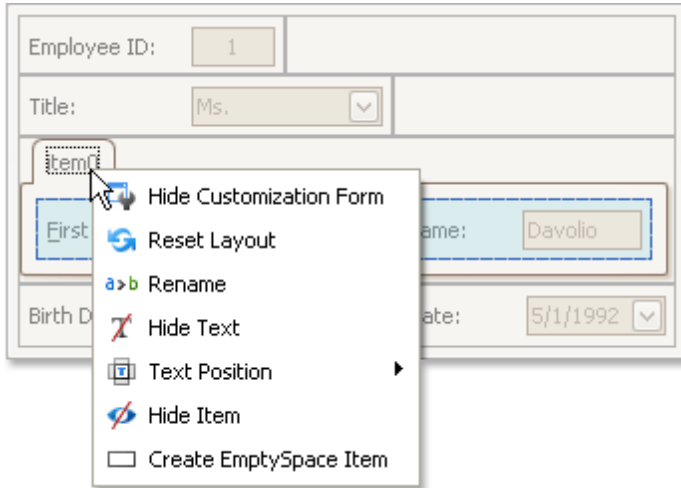 Employee ID: 1
Title: Ms.
item0
Hide Customization Form
First ame: Davolio
Reset Layout
a>b Rename
Birth D ate: 5/1/1992
Hide Text
Text Position
Hide Item
Create EmptySpace Item